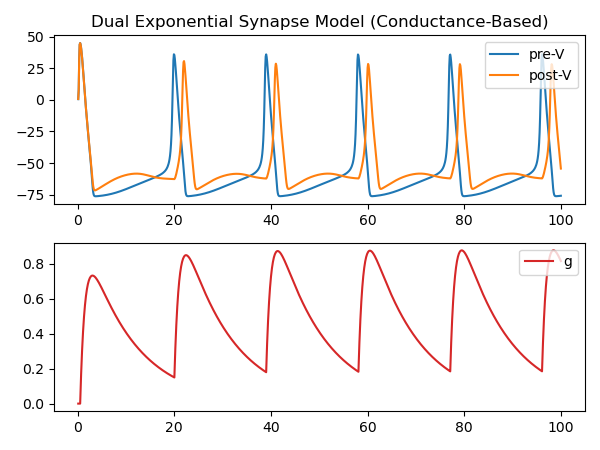 Dual Exponential Synapse Model (Conductance-Based)
50
25
0
−25
−50
−75
pre-V
post-V
0 20 40 60 80 100
0.8
0.6
0.4
0.2
0.0
g
0 20 40 60 80 100